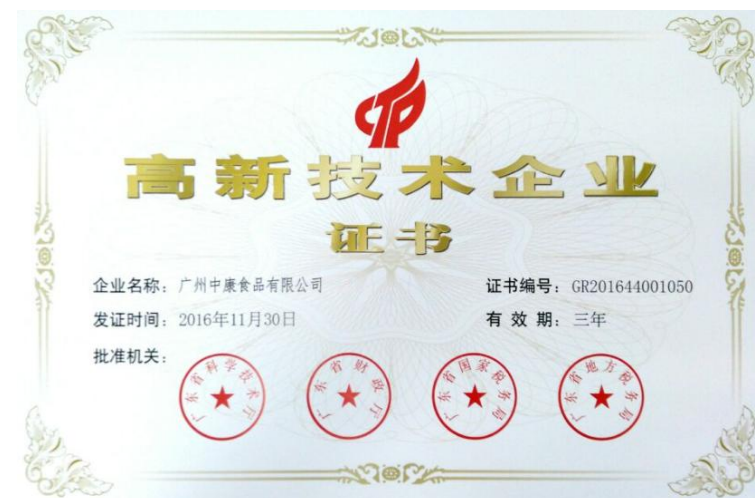 高新技术企业
证书
企业名称：广州中康食品有限公司
证书编号：GR201644001050
发证时间：2016年11月30日
有效期：三年
批准机关：
广东省科学技术厅
广东省财政厅
广东省国家税务局
广东省地方税务局